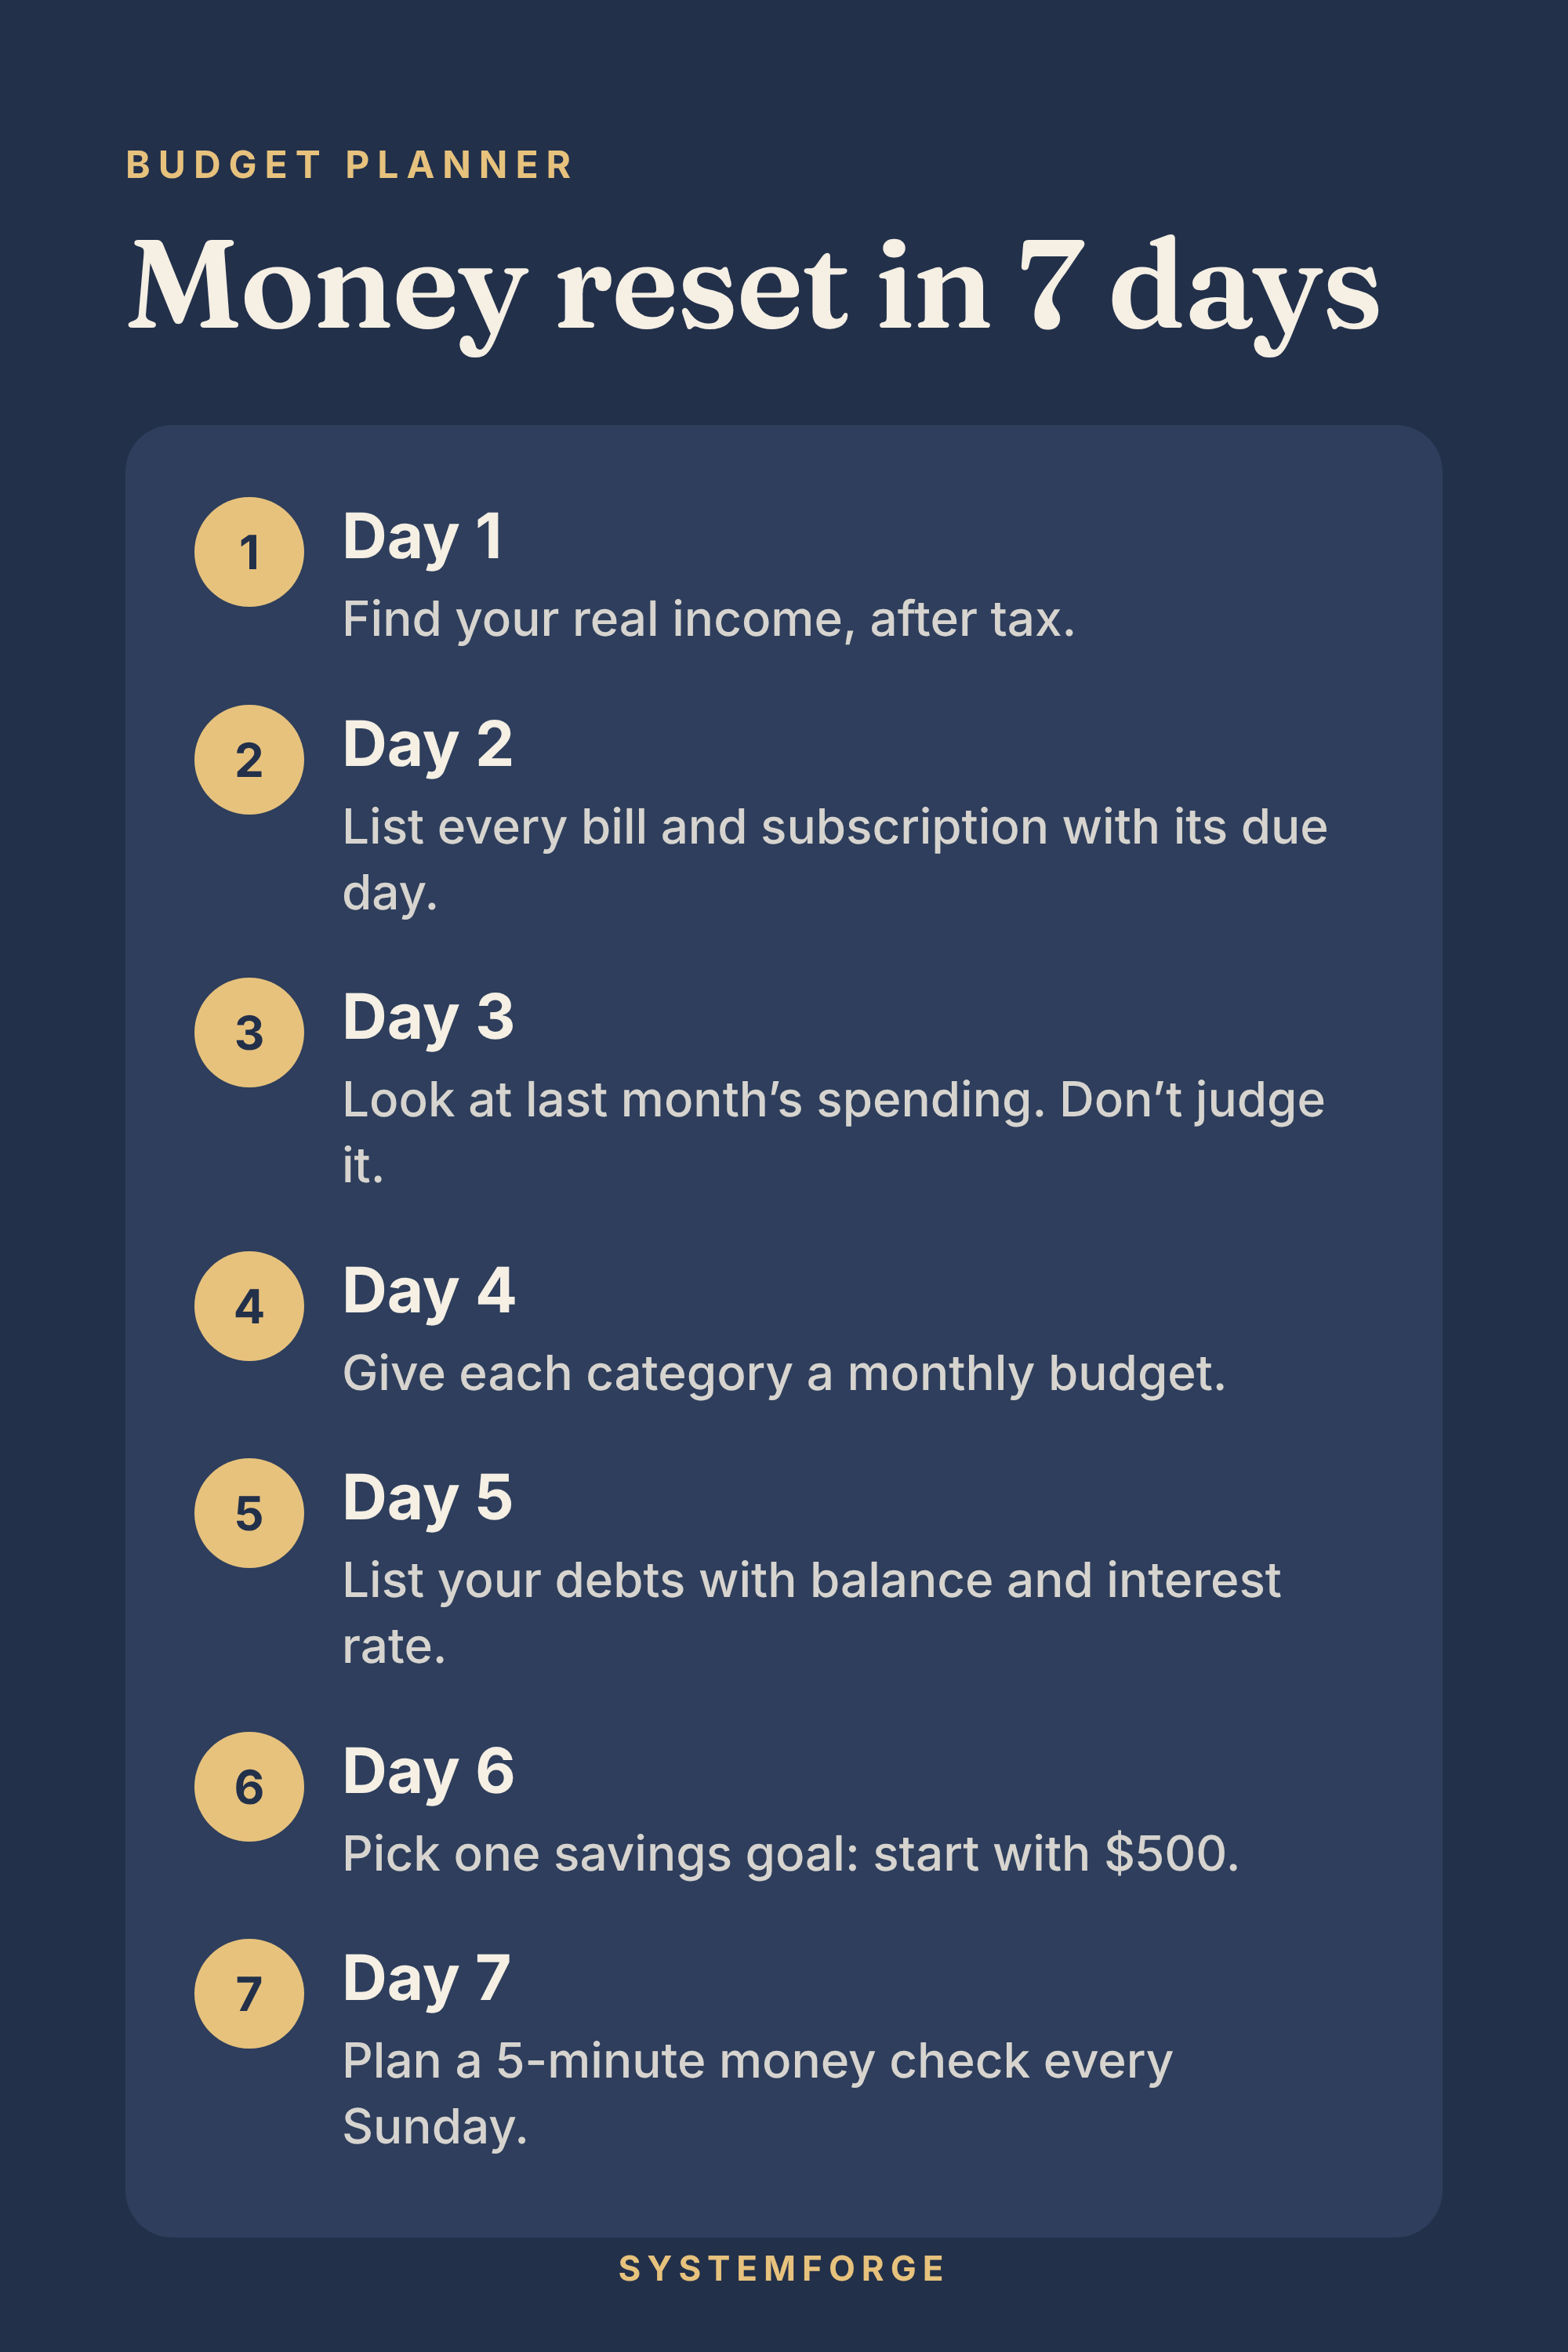 BUDGET PLANNER
Money reset in 7 days
1
Day 1
Find your real income, after tax.
2
Day 2
List every bill and subscription with its due
day.
3
Day 3
Look at last month’s spending. Don’t judge
it.
4
Day 4
Give each category a monthly budget.
5
Day 5
List your debts with balance and interest
rate.
6
Day 6
Pick one savings goal: start with $500.
7
Day 7
Plan a 5-minute money check every
Sunday.
SYSTEMFORGE